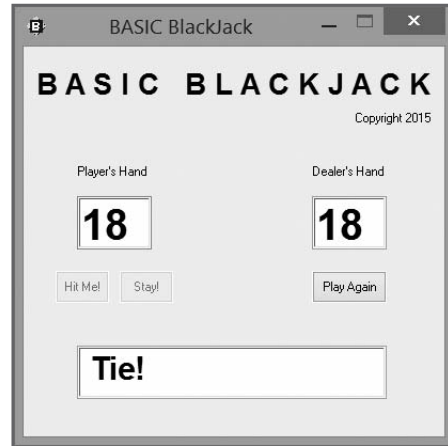 BASIC BlackJack
BASIC BLACKJACK
Copyright 2015
Player's Hand Dealer's Hand
18 18
Hit Me! Stay! Play Again
Tie!